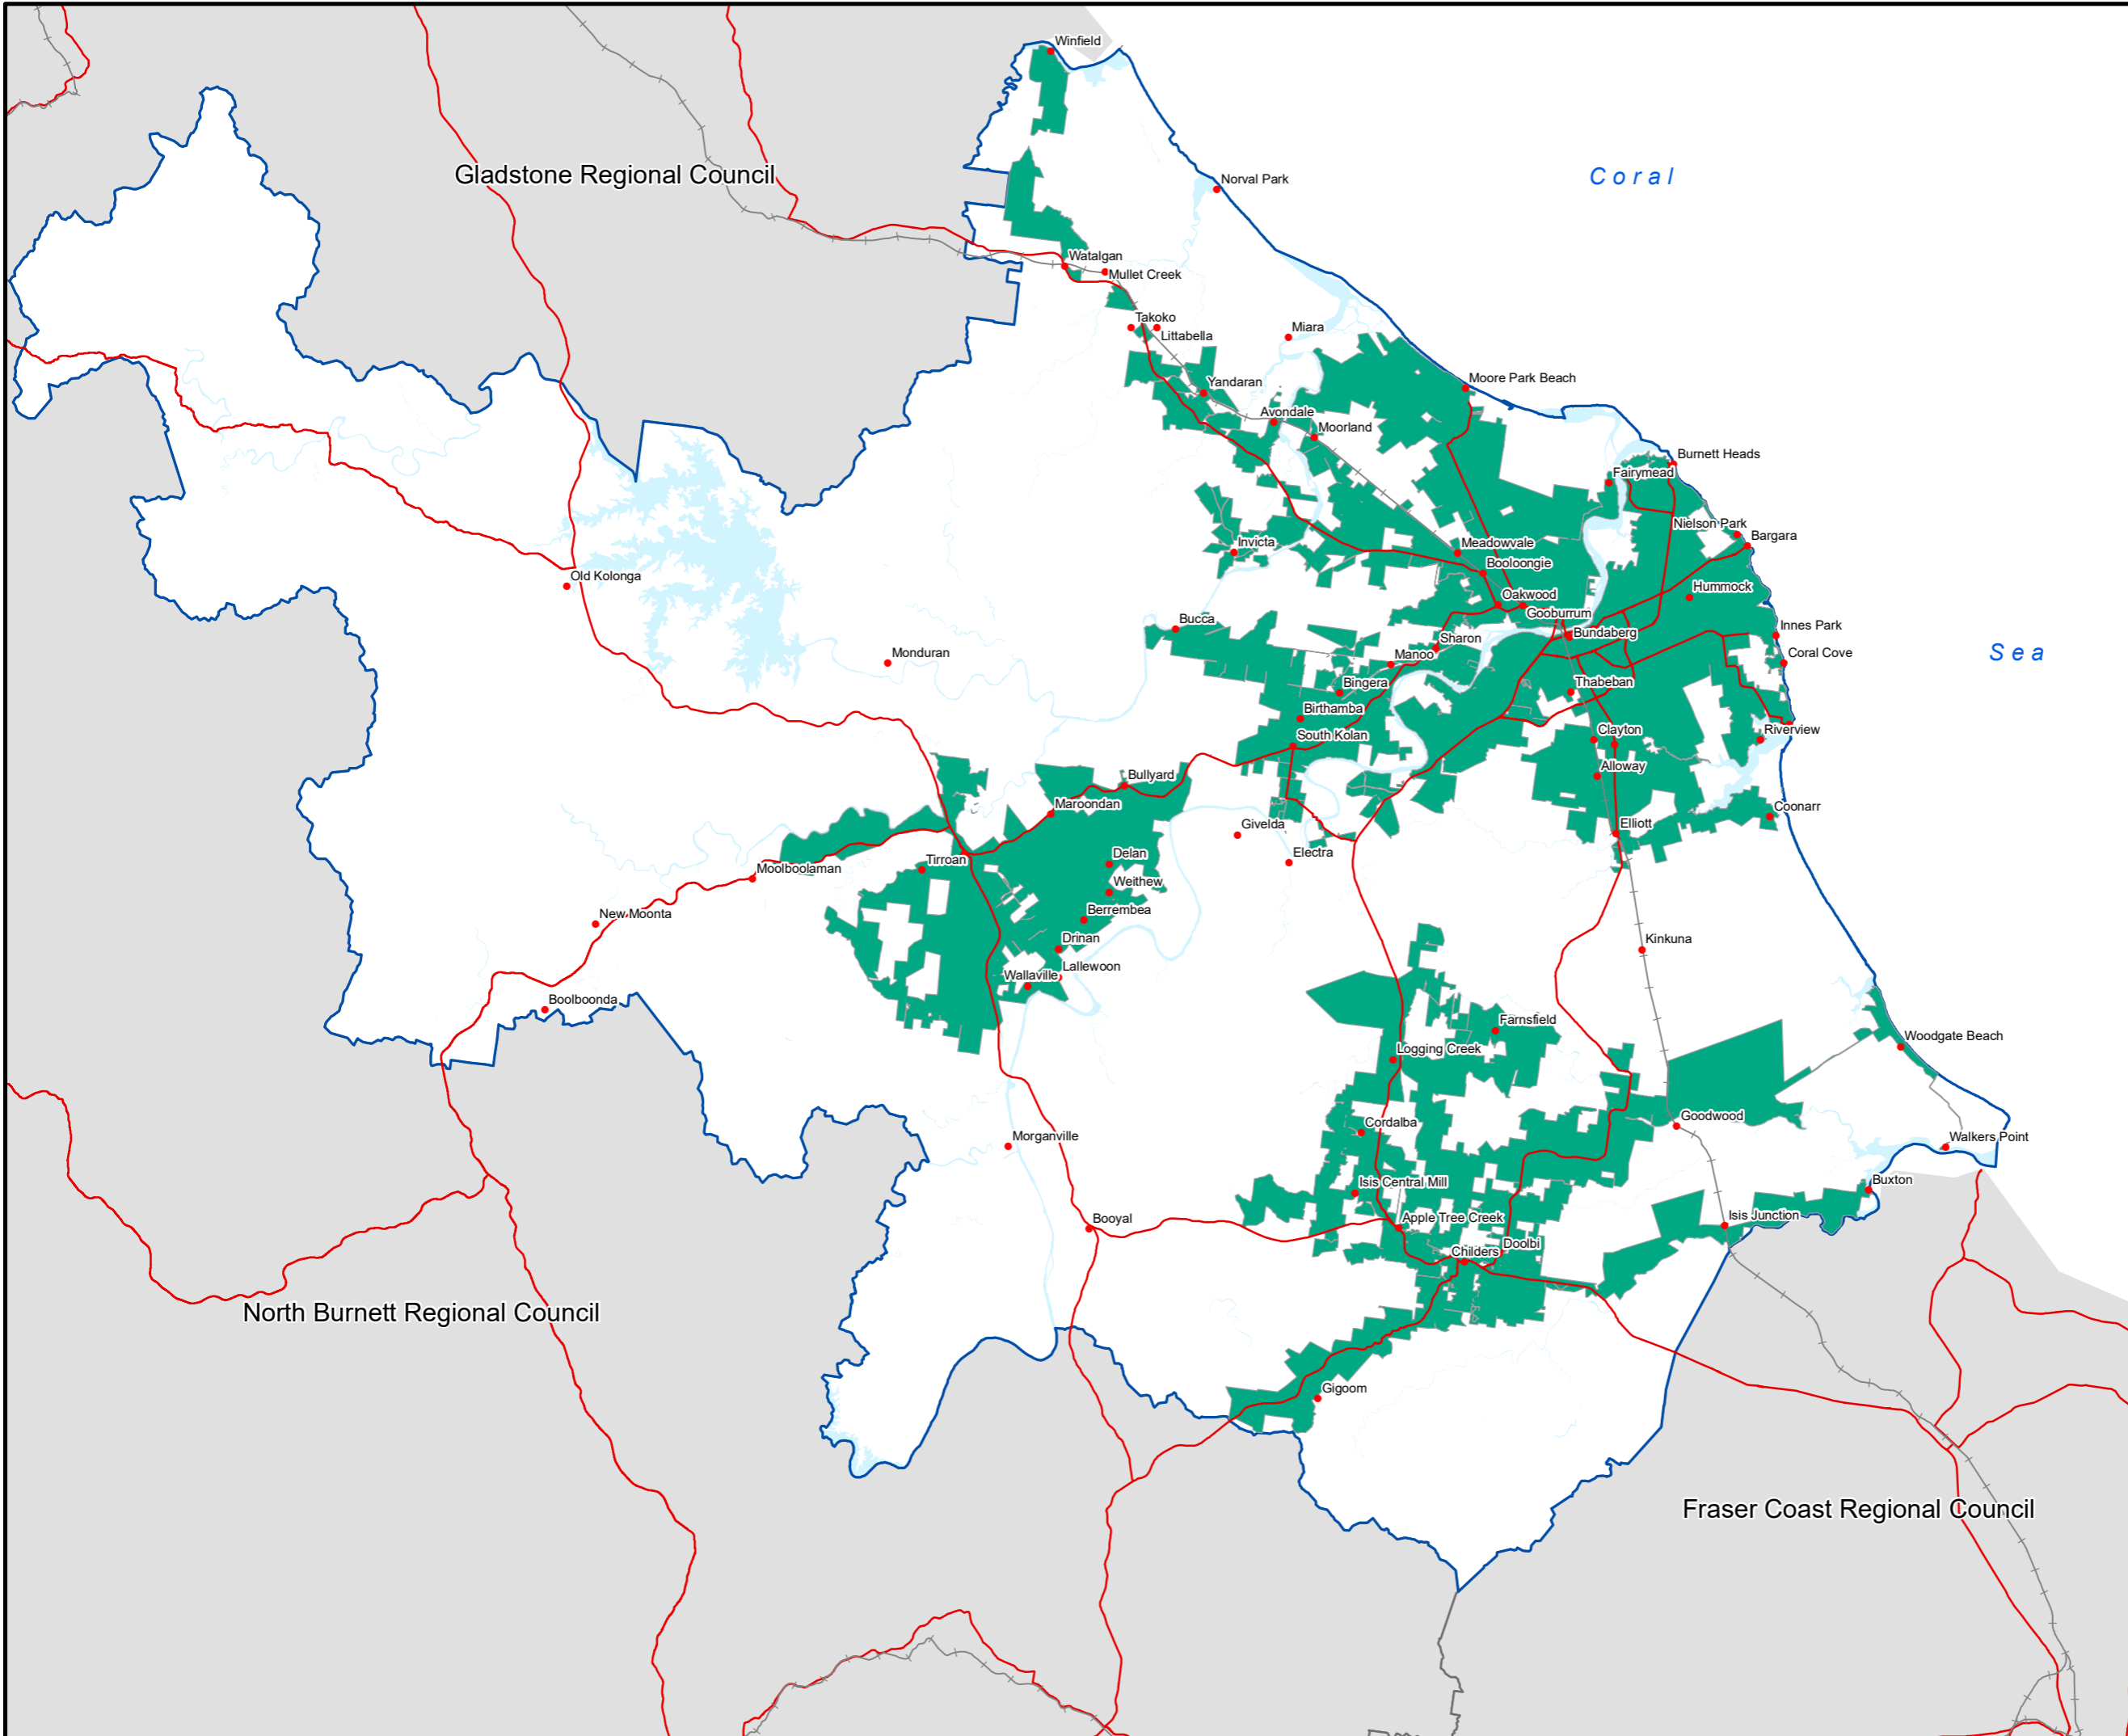 Winfield
Gladstone Regional Council
Coral
Norval Park
Watalgan
Mullet Creek
Takoko
Littabella
Miara
Yandaran
Moore Park Beach
Avondale
Moorland
Burnett Heads
Fairymead
Nielson Park
Bargara
Invicta
Meadowvale
Booloongie
Old Kolonga
Hummock
Oakwood
Gooburrum
Bucca
Innes Park
Bundaberg
Sharon
Monduran
Manoo
Coral Cove
Sea
Bingera
Thabeban
Birthamba
South Kolan
Clayton
Riverview
Alloway
Bullyard
Maroondan
Coonarr
Givelda
Elliott
Electra
Tirroan
Delan
Moolboolaman
Weithew
New Moonta
Berrembea
Drinan
Kinkuna
Lallewoon
Wallaville
Boolboonda
Farnsfield
Woodgate Beach
Logging Creek
Goodwood
Cordalba
Morganville
Walkers Point
Isis Central Mill
Buxton
Booyal
Apple Tree Creek
Isis Junction
Doolbi
Childers
North Burnett Regional Council
Gigoom
Fraser Coast Regional Council